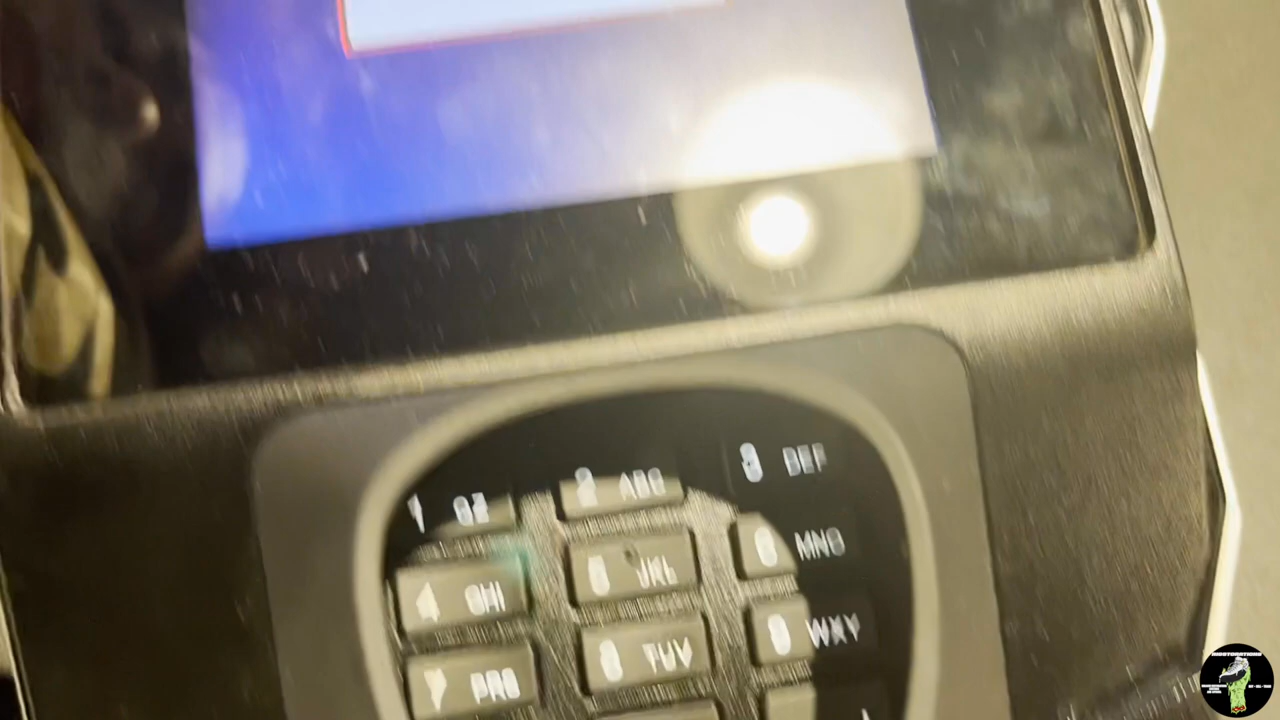 1 QZ
2 ABC
3 DEF
4 GHI
5 JKL
6 MNO
7 PRS
8 TUV
9 WXY